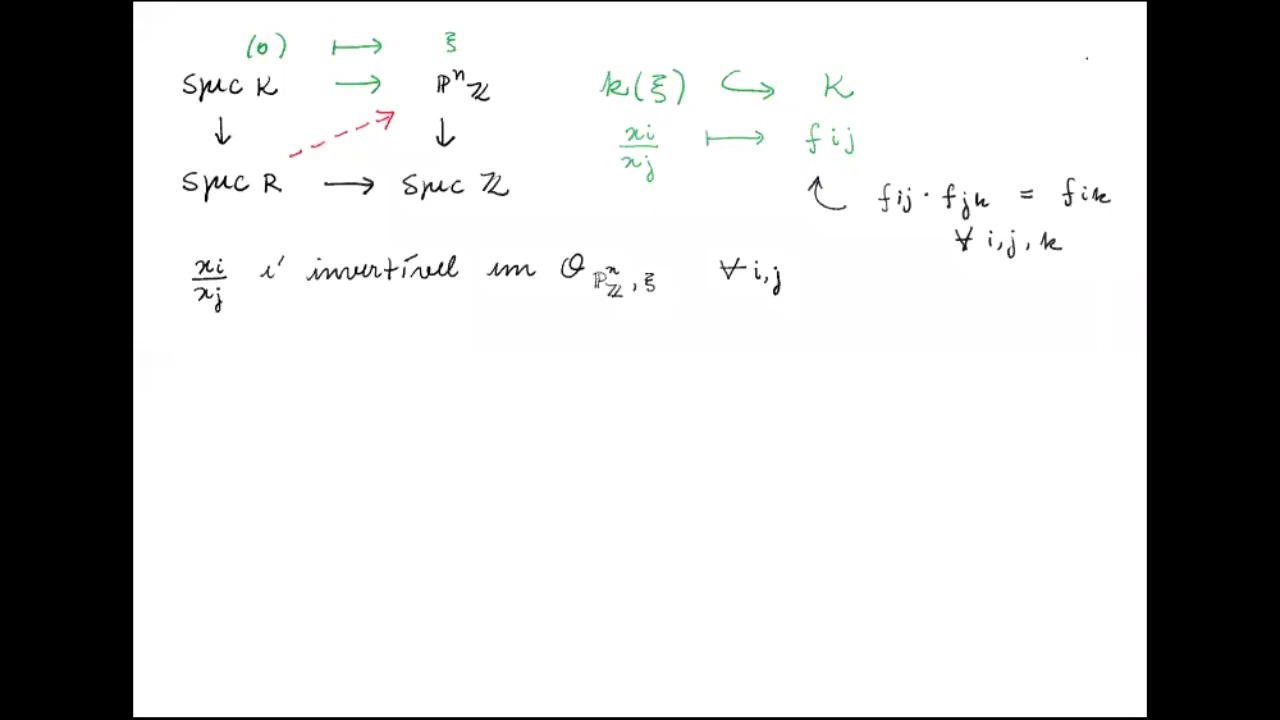 (0) ⟼ ξ
Spec K → ℙⁿ_ℤ
↓ ↓
Spec R → Spec ℤ
k(ξ) ↪ K
xi/xj ⟼ fij
fij · fjk = fik
∀ i, j, k
xi/xj é invertível em 𝒪_{ℙⁿ_ℤ, ξ} ∀ i, j